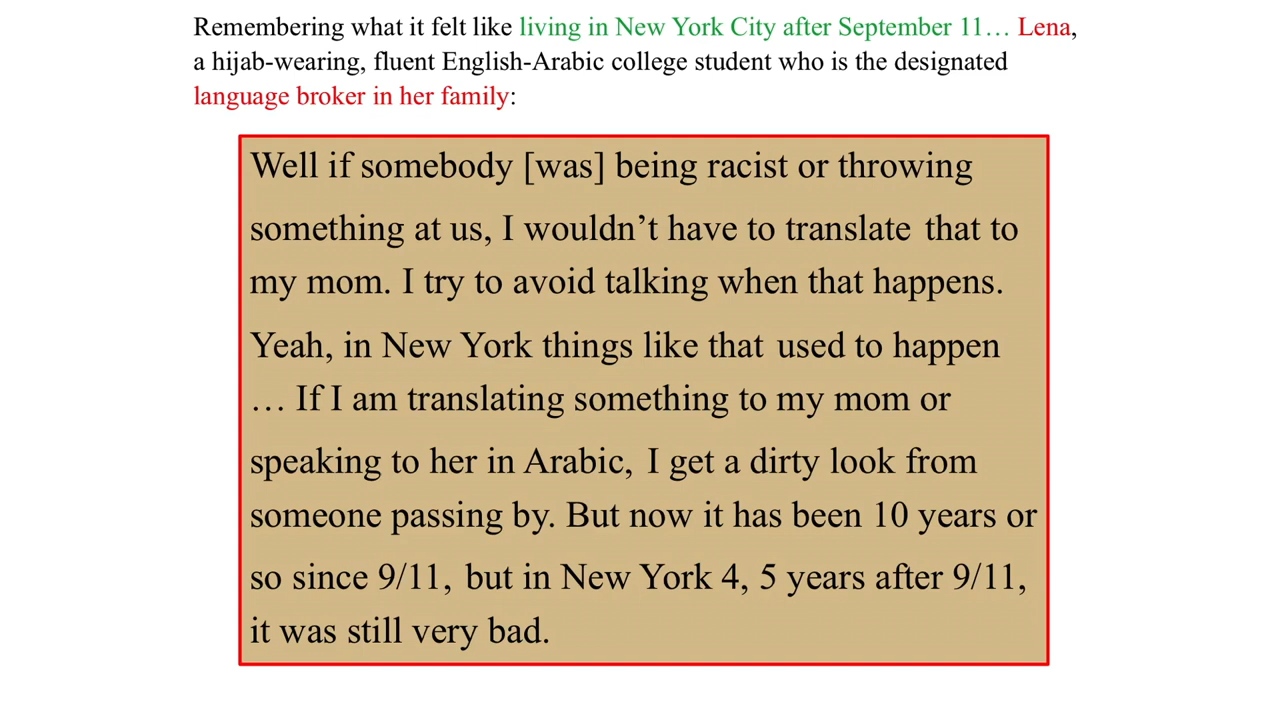 Remembering what it felt like living in New York City after September 11… Lena,
a hijab-wearing, fluent English-Arabic college student who is the designated
language broker in her family:
Well if somebody [was] being racist or throwing
something at us, I wouldn’t have to translate that to
my mom. I try to avoid talking when that happens.
Yeah, in New York things like that used to happen
… If I am translating something to my mom or
speaking to her in Arabic, I get a dirty look from
someone passing by. But now it has been 10 years or
so since 9/11, but in New York 4, 5 years after 9/11,
it was still very bad.